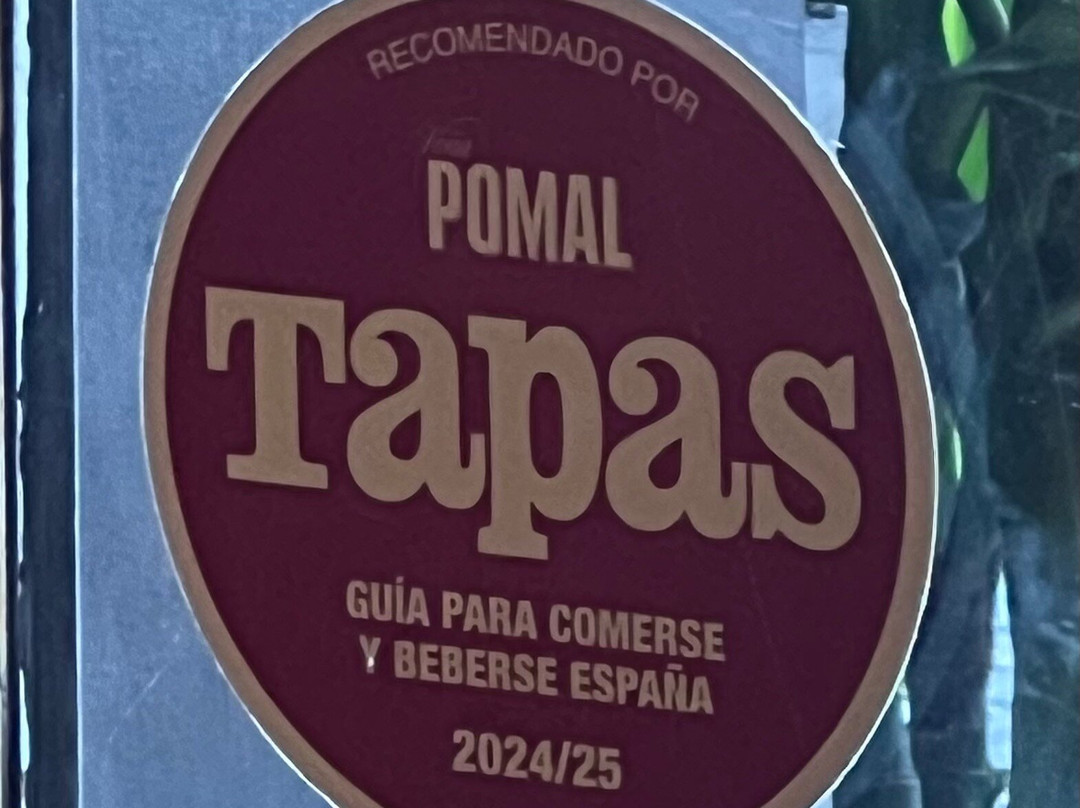 RECOMENDADO POR
POMAL
Tapas
GUÍA PARA COMERSE
Y BEBERSE ESPAÑA
2024/25